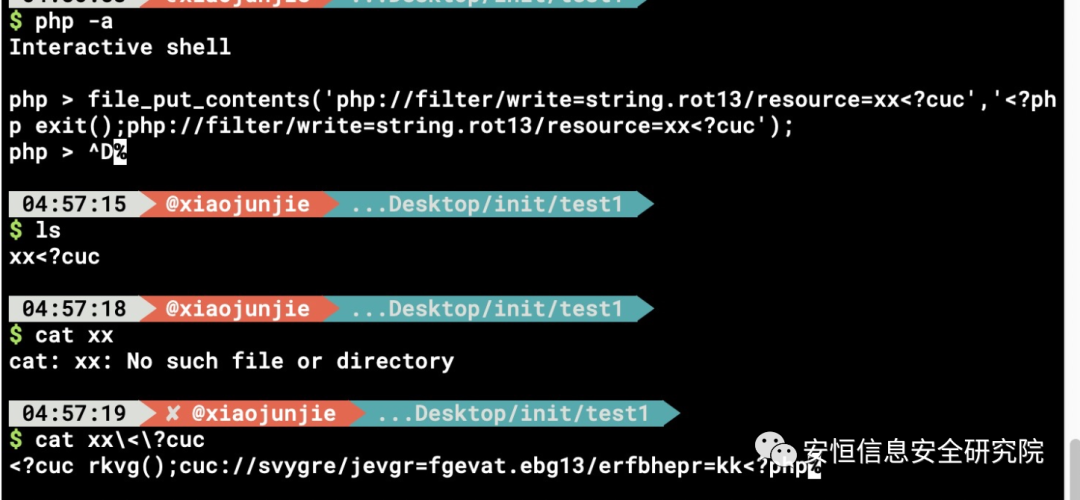 $ php -a
Interactive shell
php > file_put_contents('php://filter/write=string.rot13/resource=xx<?cuc','<?ph
p exit();php://filter/write=string.rot13/resource=xx<?cuc');
php > ^D%
04:57:15 @xiaojunjie ...Desktop/init/test1
$ ls
xx<?cuc
04:57:18 @xiaojunjie ...Desktop/init/test1
$ cat xx
cat: xx: No such file or directory
04:57:19 ✘ @xiaojunjie ...Desktop/init/test1
$ cat xx\<\?cuc
<?cuc rkvg();cuc://svygre/jevgr=fgevat.ebg13/erfbhepr=kk<?php%
安恒信息安全研究院